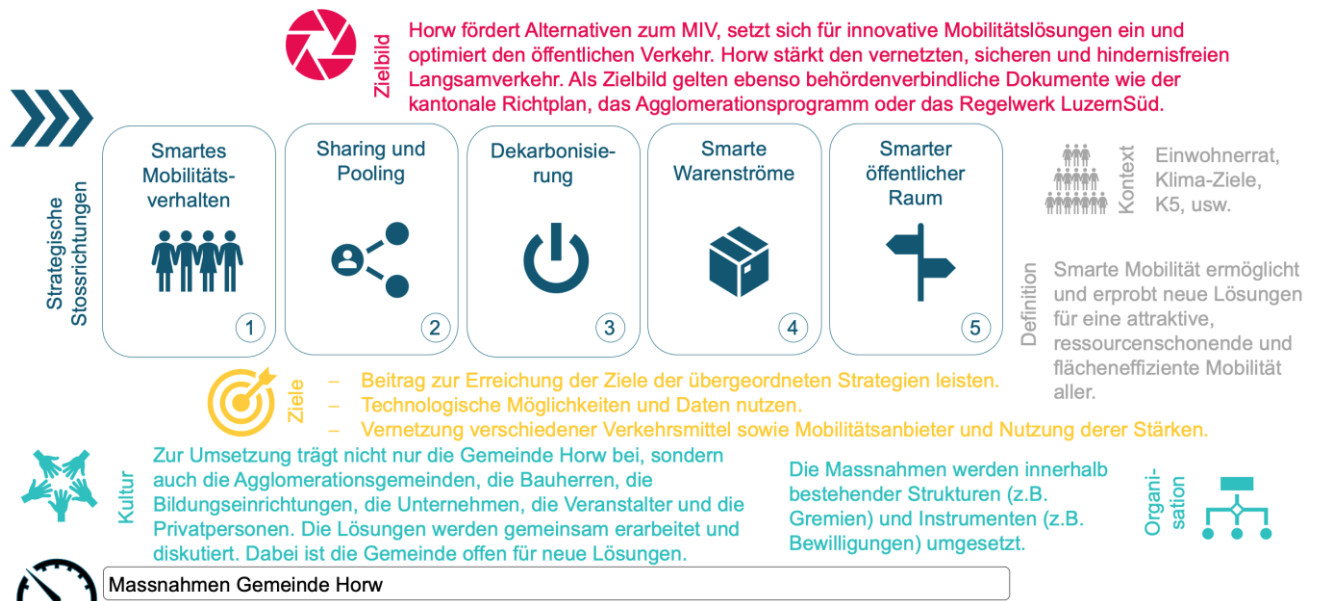 Zielbild
Horw fördert Alternativen zum MIV, setzt sich für innovative Mobilitätslösungen ein und
optimiert den öffentlichen Verkehr. Horw stärkt den vernetzten, sicheren und hindernisfreien
Langsamverkehr. Als Zielbild gelten ebenso behördenverbindliche Dokumente wie der
kantonale Richtplan, das Agglomerationsprogramm oder das Regelwerk LuzernSüd.
Strategische
Stossrichtungen
Smartes
Mobilitäts-
verhalten
1
Sharing und
Pooling
2
Dekarbonisie-
rung
3
Smarte
Warenströme
4
Smarter
öffentlicher
Raum
5
Kontext
Einwohnerrat,
Klima-Ziele,
K5, usw.
Definition
Smarte Mobilität ermöglicht
und erprobt neue Lösungen
für eine attraktive,
ressourcenschonende und
flächeneffiziente Mobilität
aller.
Ziele
– Beitrag zur Erreichung der Ziele der übergeordneten Strategien leisten.
– Technologische Möglichkeiten und Daten nutzen.
– Vernetzung verschiedener Verkehrsmittel sowie Mobilitätsanbieter und Nutzung derer Stärken.
Kultur
Zur Umsetzung trägt nicht nur die Gemeinde Horw bei, sondern
auch die Agglomerationsgemeinden, die Bauherren, die
Bildungseinrichtungen, die Unternehmen, die Veranstalter und die
Privatpersonen. Die Lösungen werden gemeinsam erarbeitet und
diskutiert. Dabei ist die Gemeinde offen für neue Lösungen.
Die Massnahmen werden innerhalb
bestehender Strukturen (z.B.
Gremien) und Instrumenten (z.B.
Bewilligungen) umgesetzt.
Organi-
sation
Massnahmen Gemeinde Horw